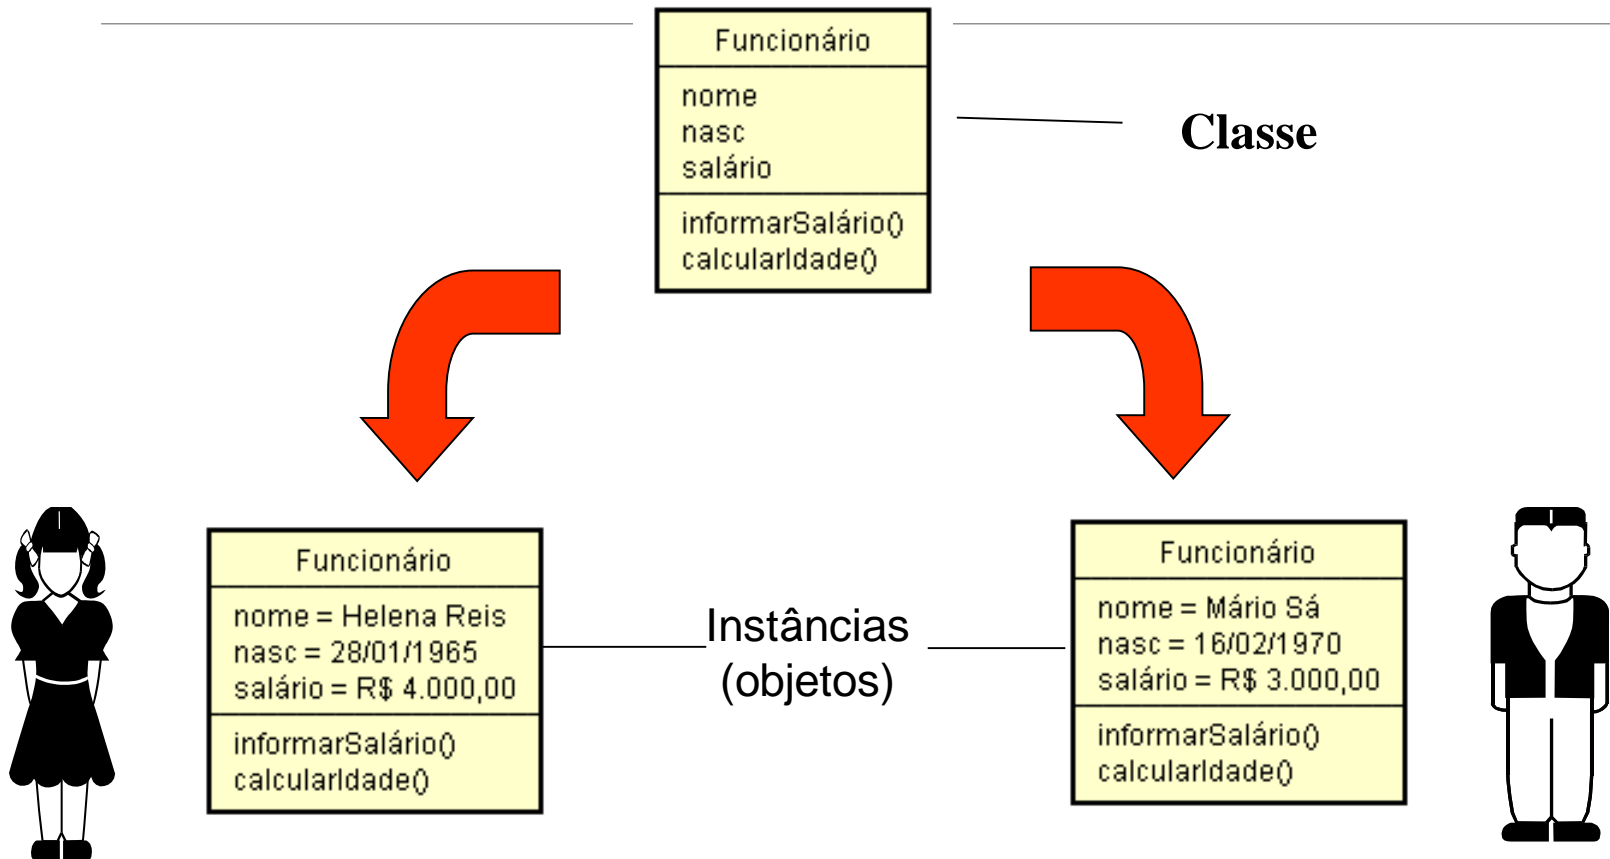 Funcionário
nome
nasc
salário
informarSalário()
calcularIdade()
Classe
Funcionário
nome = Helena Reis
nasc = 28/01/1965
salário = R$ 4.000,00
informarSalário()
calcularIdade()
Instâncias
(objetos)
Funcionário
nome = Mário Sá
nasc = 16/02/1970
salário = R$ 3.000,00
informarSalário()
calcularIdade()